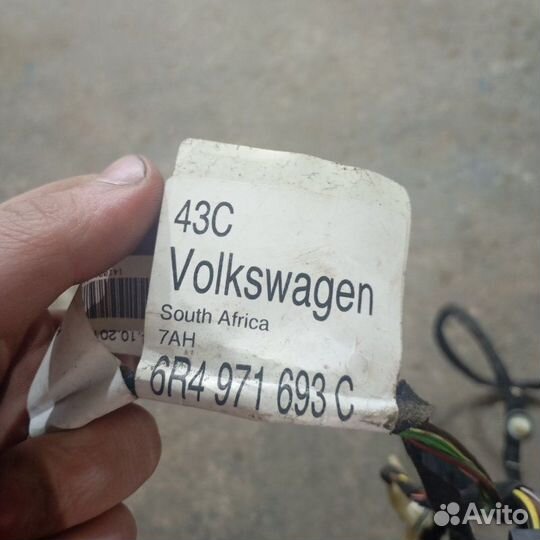 43C
Volkswagen
South Africa
7AH
6R4 971 693 C
Avito